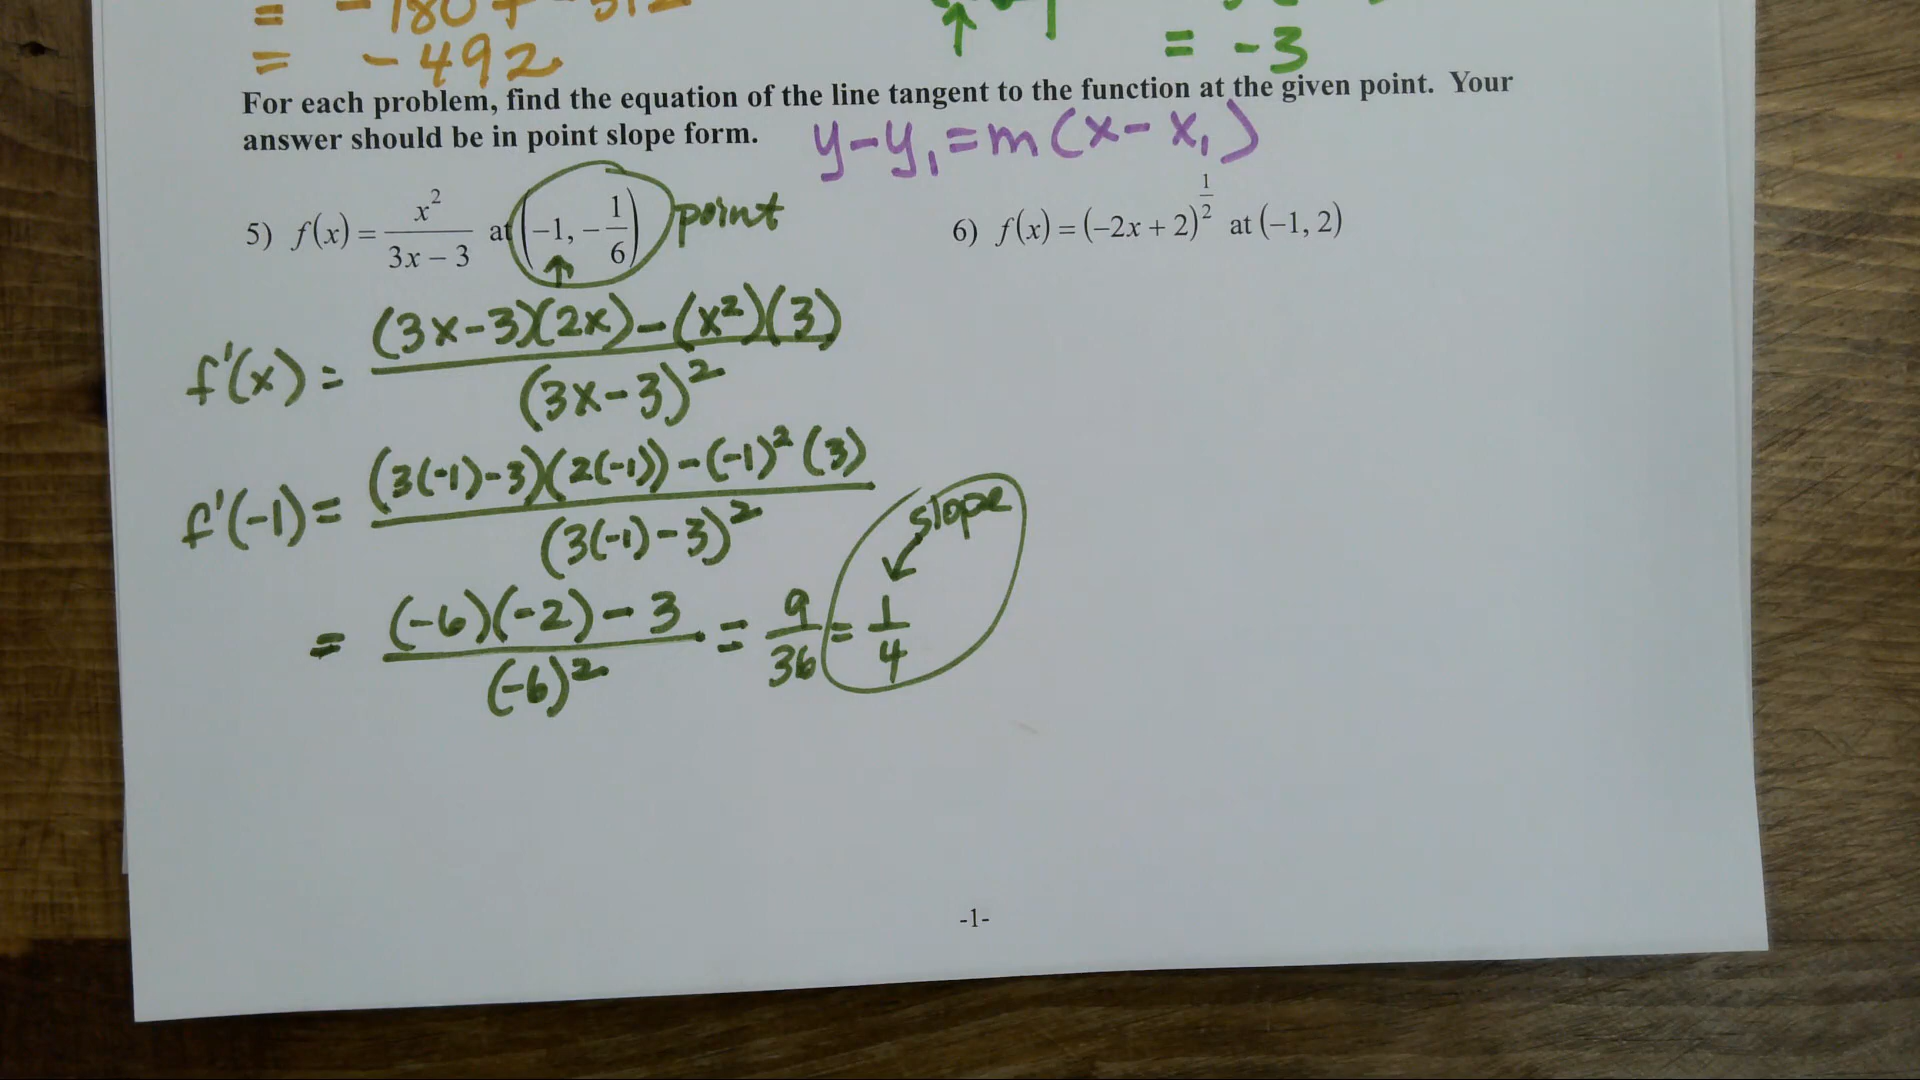 = -180 + -312
= -492
= -3
For each problem, find the equation of the line tangent to the function at the given point. Your
answer should be in point slope form. y-y₁=m(x-x₁)
5) f(x) = x²/(3x − 3) at (−1, −1/6) point
f'(x) = ((3x-3)(2x)-(x²)(3))/(3x-3)²
f'(-1) = ((3(-1)-3)(2(-1))-(-1)²(3))/(3(-1)-3)²
slope
= ((-6)(-2)-3)/(-6)² = 9/36 = 1/4
6) f(x) = (−2x + 2)^(1/2) at (−1, 2)
-1-